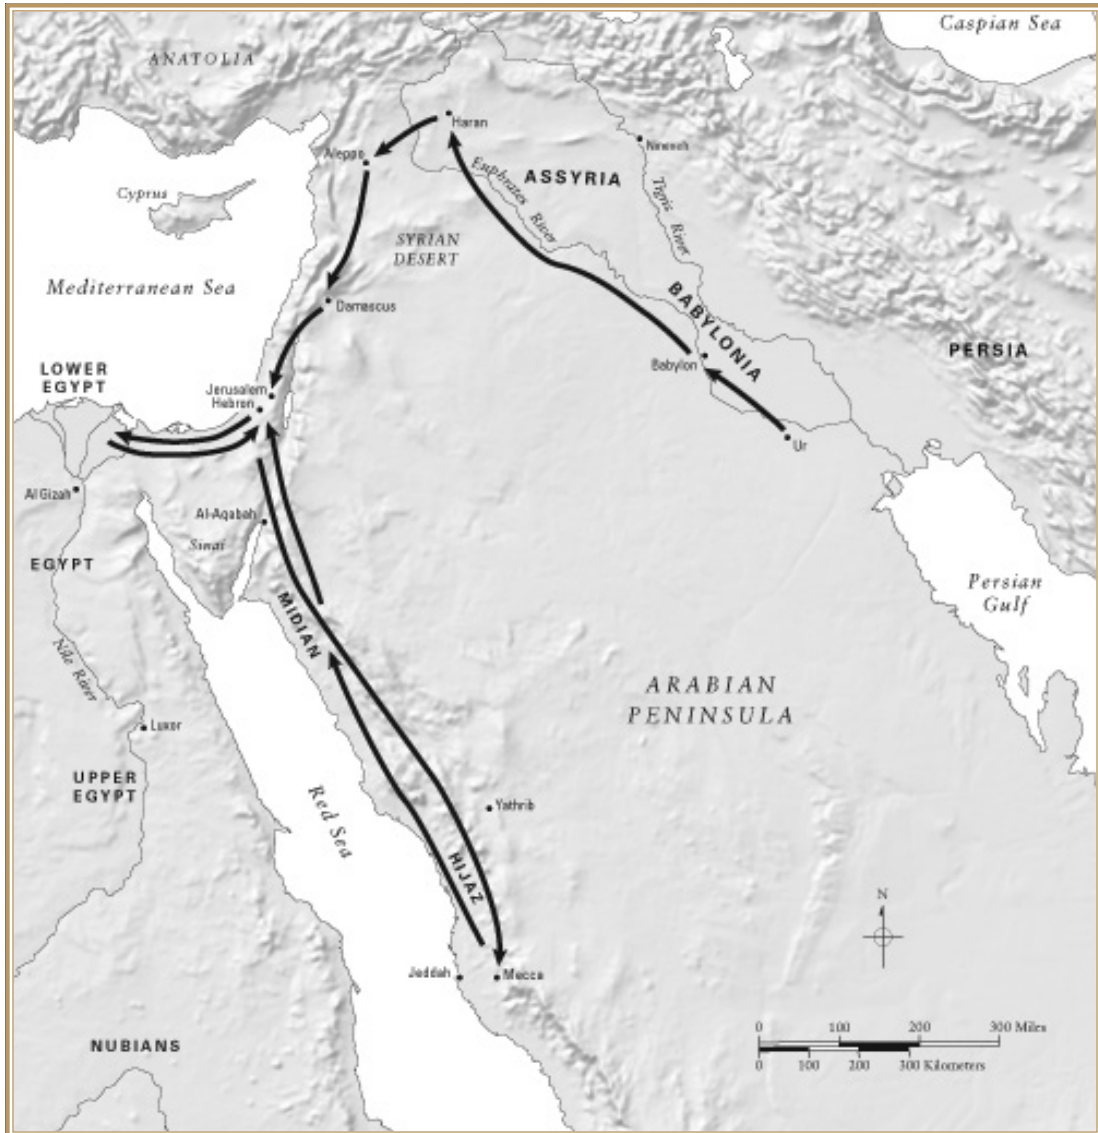 Caspian Sea
ANATOLIA
Haran
Aleppo
Nineveh
ASSYRIA
Euphrates River
Tigris River
Cyprus
SYRIAN
DESERT
Mediterranean Sea
Damascus
BABYLONIA
Babylon
PERSIA
LOWER
EGYPT
Jerusalem
Hebron
Ur
Al Gizah
Al-Aqabah
Sinai
EGYPT
Persian
Gulf
MIDIAN
Nile River
ARABIAN
PENINSULA
Luxor
UPPER
EGYPT
Red Sea
Yathrib
HIJAZ
N
Jeddah
Mecca
0 100 200 300 Miles
0 100 200 300 Kilometers
NUBIANS